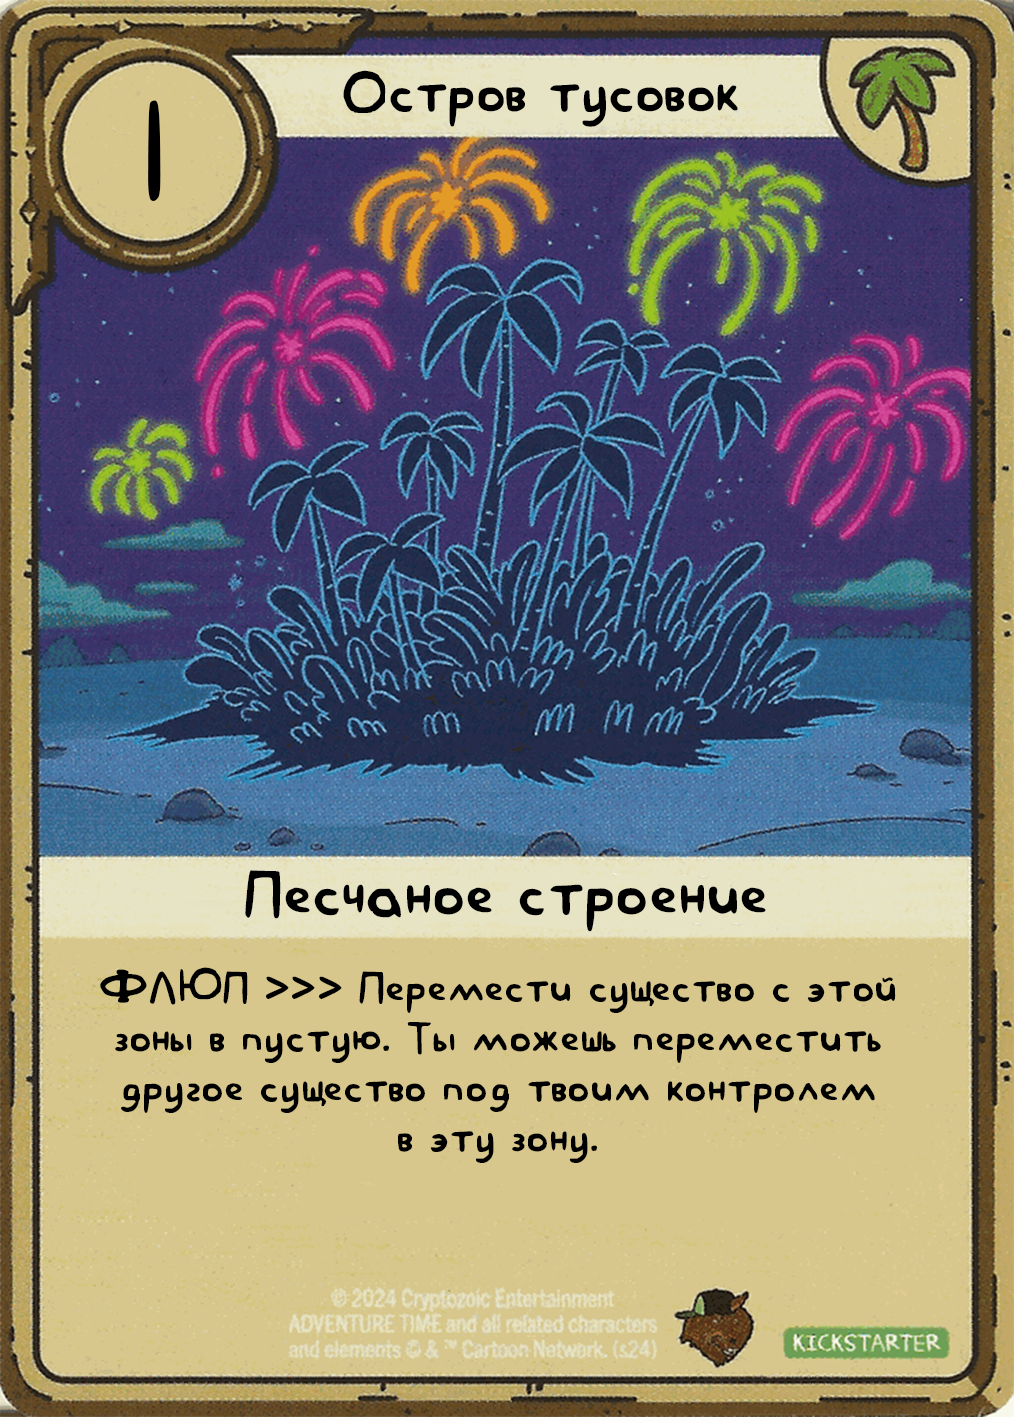 1
Остров тусовок
Песчаное строение
ФЛЮП >>> Перемести существо с этой
зоны в пустую. Ты можешь переместить
другое существо под твоим контролем
в эту зону.
© 2024 Cryptozoic Entertainment
ADVENTURE TIME and all related characters
and elements © & ™ Cartoon Network. (s24)
KICKSTARTER